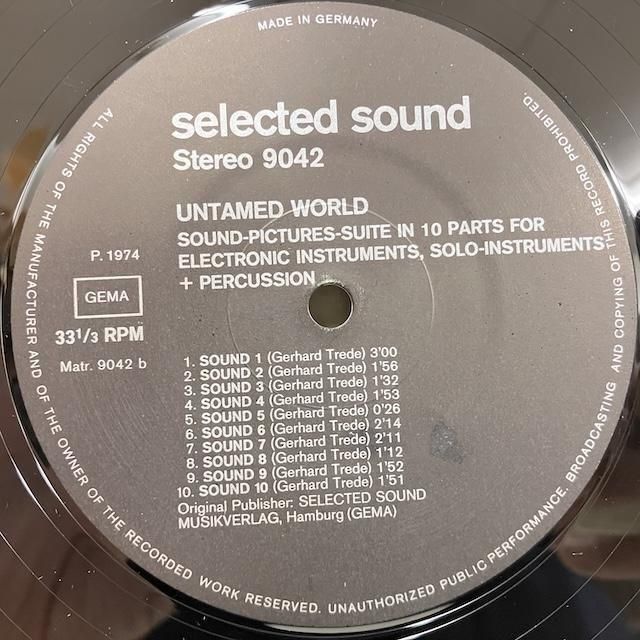 MADE IN GERMANY
selected sound
Stereo 9042
UNTAMED WORLD
SOUND-PICTURES-SUITE IN 10 PARTS FOR
ELECTRONIC INSTRUMENTS, SOLO-INSTRUMENTS
+ PERCUSSION
P. 1974
GEMA
33 1/3 RPM
Matr. 9042 b
1. SOUND 1 (Gerhard Trede) 3'00
2. SOUND 2 (Gerhard Trede) 1'56
3. SOUND 3 (Gerhard Trede) 1'32
4. SOUND 4 (Gerhard Trede) 1'53
5. SOUND 5 (Gerhard Trede) 0'26
6. SOUND 6 (Gerhard Trede) 2'14
7. SOUND 7 (Gerhard Trede) 2'11
8. SOUND 8 (Gerhard Trede) 1'12
9. SOUND 9 (Gerhard Trede) 1'52
10. SOUND 10 (Gerhard Trede) 1'51
Original Publisher: SELECTED SOUND
MUSIKVERLAG, Hamburg (GEMA)
ALL RIGHTS OF THE MANUFACTURER AND OF THE OWNER OF THE RECORDED WORK RESERVED. UNAUTHORIZED PUBLIC PERFORMANCE. BROADCASTING AND COPYING OF THIS RECORD PROHIBITED.